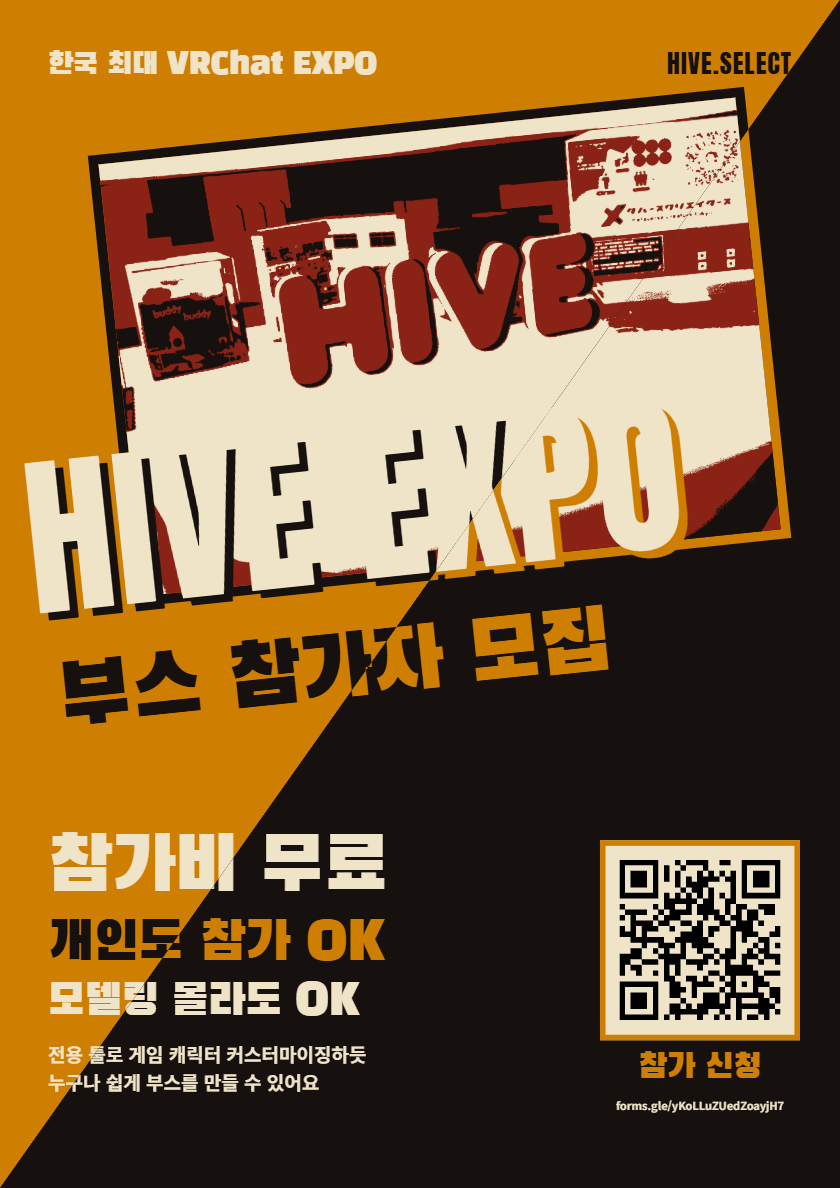 한국 최대 VRChat EXPO
HIVE.SELECT
buddy
buddy
HIVE
HIVE EXPO
부스 참가자 모집
참가비 무료
개인도 참가 OK
모델링 몰라도 OK
전용 툴로 게임 캐릭터 커스터마이징하듯
누구나 쉽게 부스를 만들 수 있어요
참가 신청
forms.gle/yKoLLuZUedZoayjH7